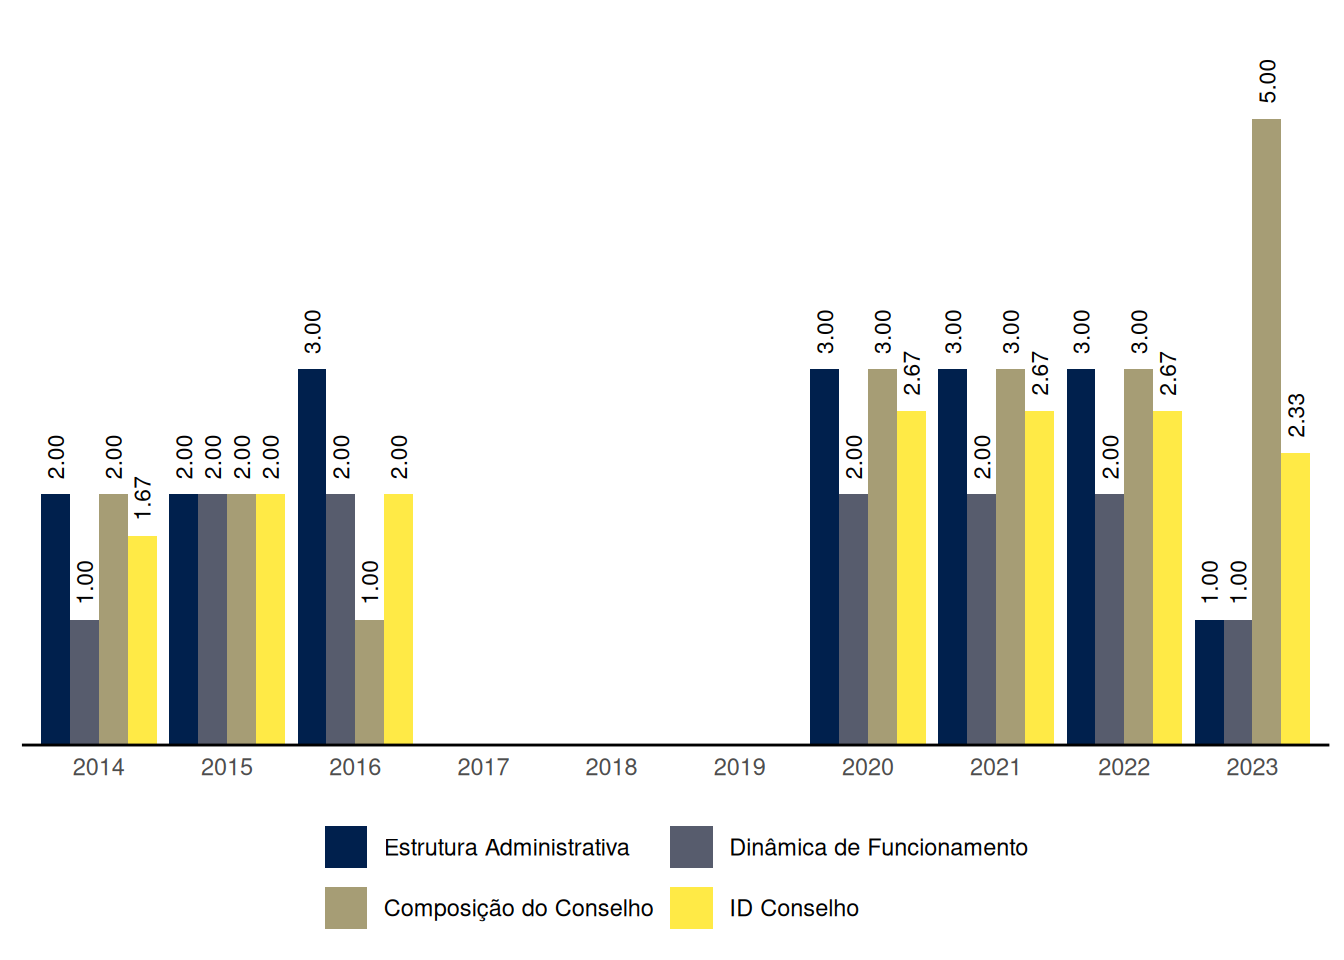 5.00
3.00 3.00 3.00 3.00 3.00 3.00 3.00
2.67 2.67 2.67
2.33
2.00 2.00 2.00 2.00 2.00 2.00 2.00 2.00 2.00 2.00 2.00
1.67
1.00 1.00 1.00 1.00
2014 2015 2016 2017 2018 2019 2020 2021 2022 2023
Estrutura Administrativa Dinâmica de Funcionamento
Composição do Conselho ID Conselho